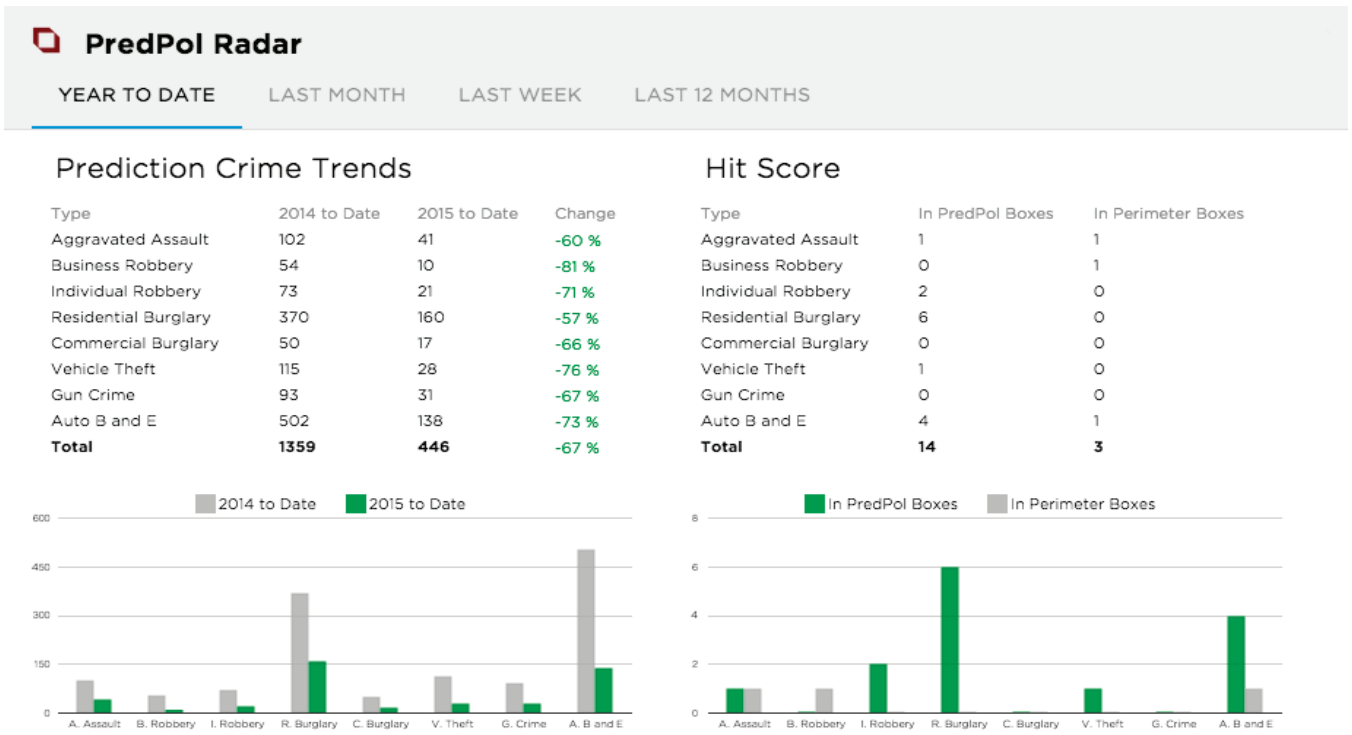 PredPol Radar
YEAR TO DATE LAST MONTH LAST WEEK LAST 12 MONTHS
Prediction Crime Trends
Type 2014 to Date 2015 to Date Change
Aggravated Assault 102 41 -60 %
Business Robbery 54 10 -81 %
Individual Robbery 73 21 -71 %
Residential Burglary 370 160 -57 %
Commercial Burglary 50 17 -66 %
Vehicle Theft 115 28 -76 %
Gun Crime 93 31 -67 %
Auto B and E 502 138 -73 %
Total 1359 446 -67 %
2014 to Date 2015 to Date
600
450
300
150
0
A. Assault B. Robbery I. Robbery R. Burglary C. Burglary V. Theft G. Crime A. B and E
Hit Score
Type In PredPol Boxes In Perimeter Boxes
Aggravated Assault 1 1
Business Robbery 0 1
Individual Robbery 2 0
Residential Burglary 6 0
Commercial Burglary 0 0
Vehicle Theft 1 0
Gun Crime 0 0
Auto B and E 4 1
Total 14 3
In PredPol Boxes In Perimeter Boxes
8
6
4
2
0
A. Assault B. Robbery I. Robbery R. Burglary C. Burglary V. Theft G. Crime A. B and E